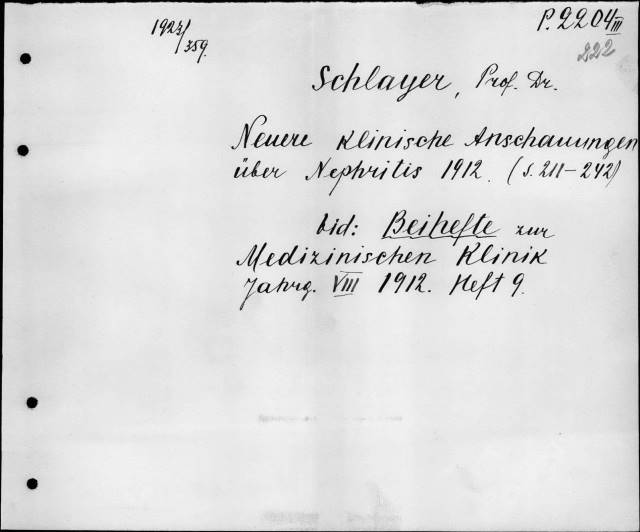 1923/359.
P.2204 III
222
Schlayer, Prof. Dr.
Neuere klinische Anschauungen
über Nephritis 1912. (S. 211-242)
bid: Beihefte zur
Medizinischen Klinik
Jahrg. VIII 1912. Heft 9.